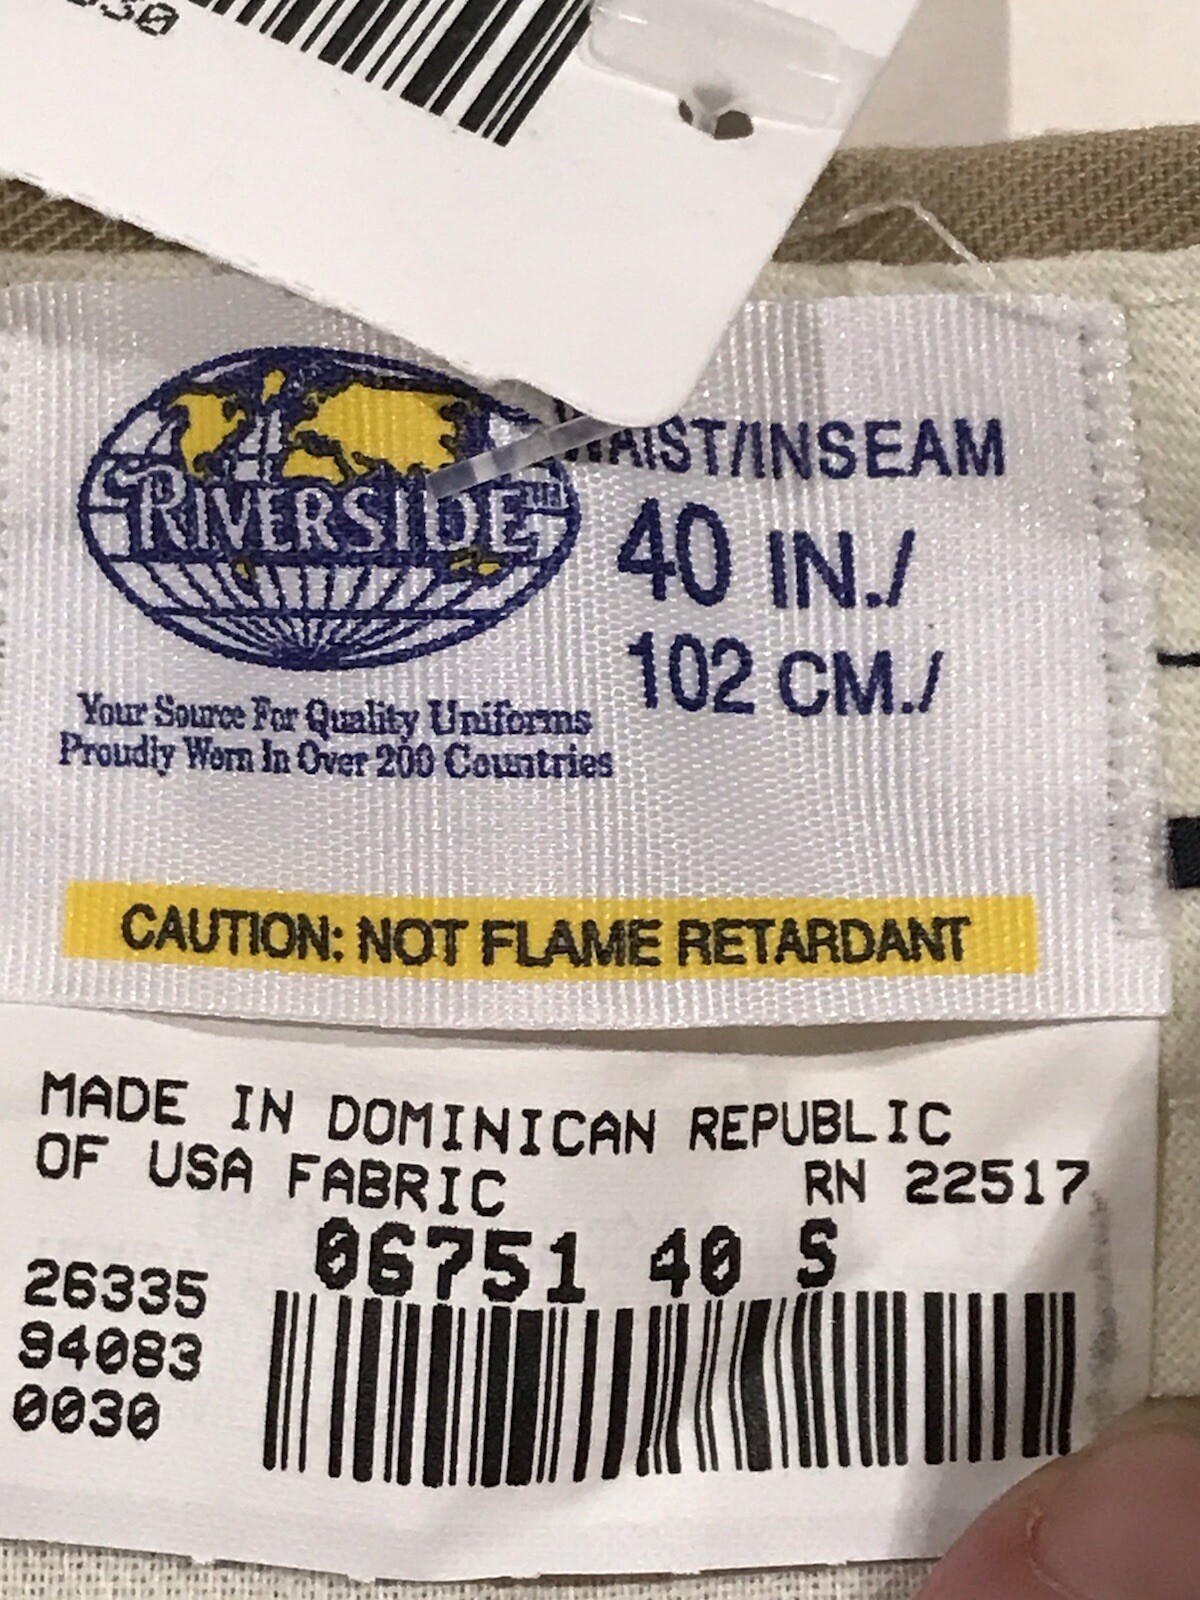 RIVERSIDE
Your Source For Quality Uniforms
Proudly Worn In Over 200 Countries
WAIST/INSEAM
40 IN./
102 CM./
CAUTION: NOT FLAME RETARDANT
MADE IN DOMINICAN REPUBLIC
OF USA FABRIC RN 22517
06751 40 S
26335
94083
0030